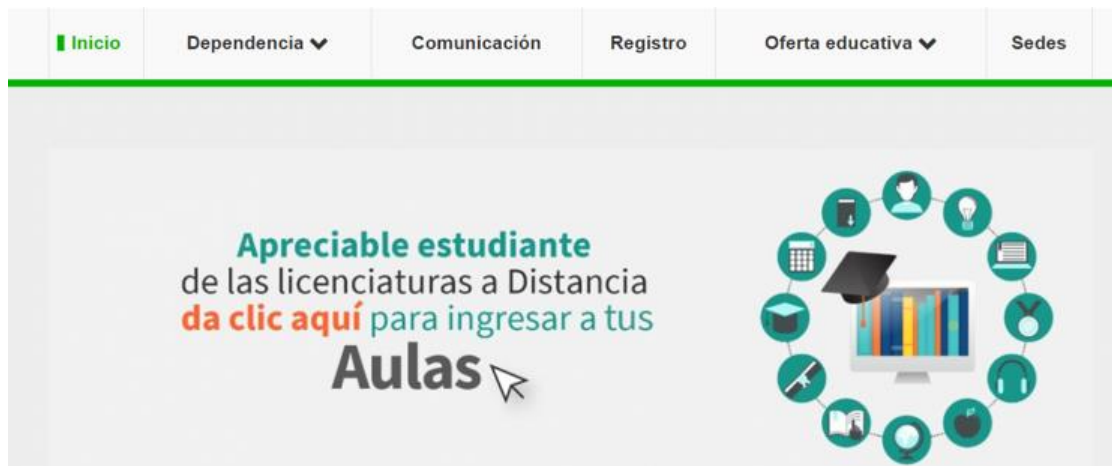 Inicio Dependencia Comunicación Registro Oferta educativa Sedes
Apreciable estudiante
de las licenciaturas a Distancia
da clic aquí para ingresar a tus
Aulas